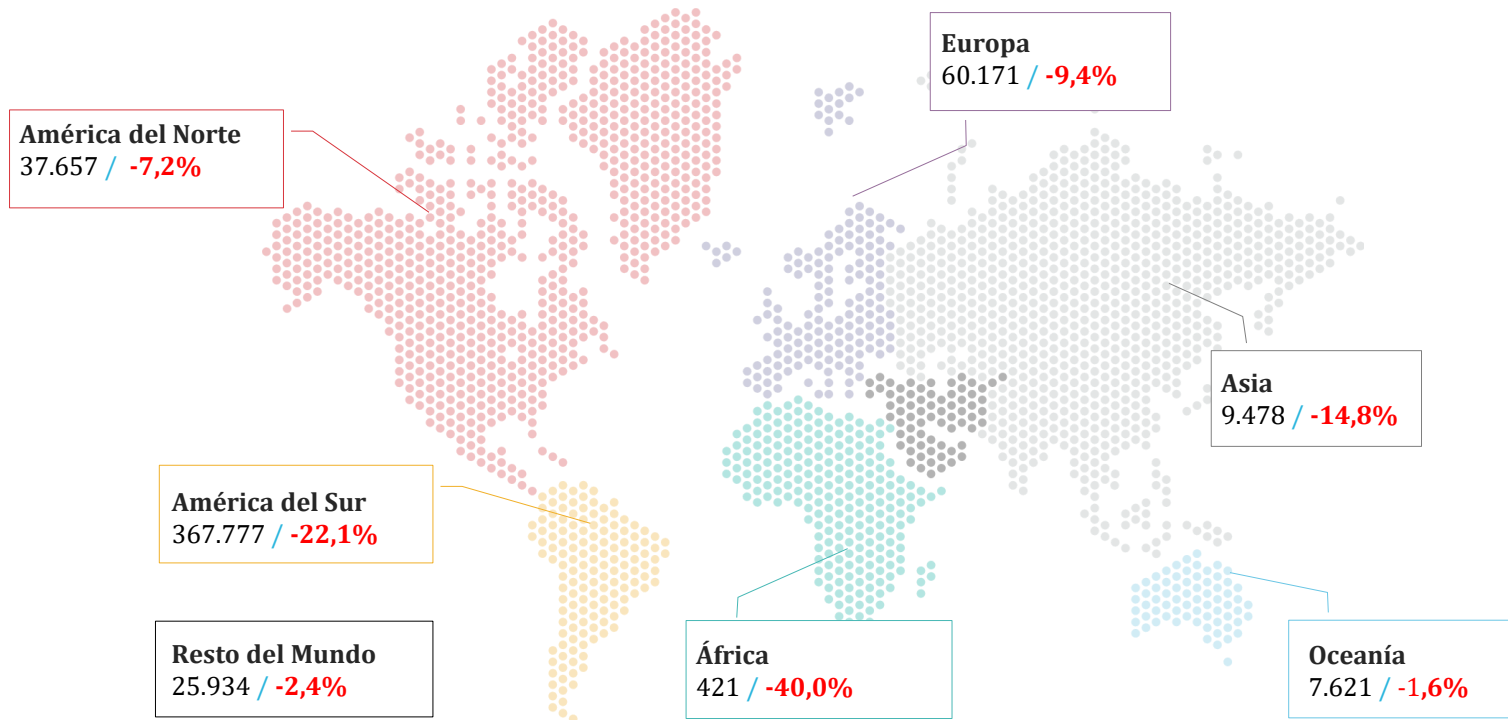 Europa
60.171 / -9,4%
América del Norte
37.657 / -7,2%
Asia
9.478 / -14,8%
América del Sur
367.777 / -22,1%
Resto del Mundo
25.934 / -2,4%
África
421 / -40,0%
Oceanía
7.621 / -1,6%